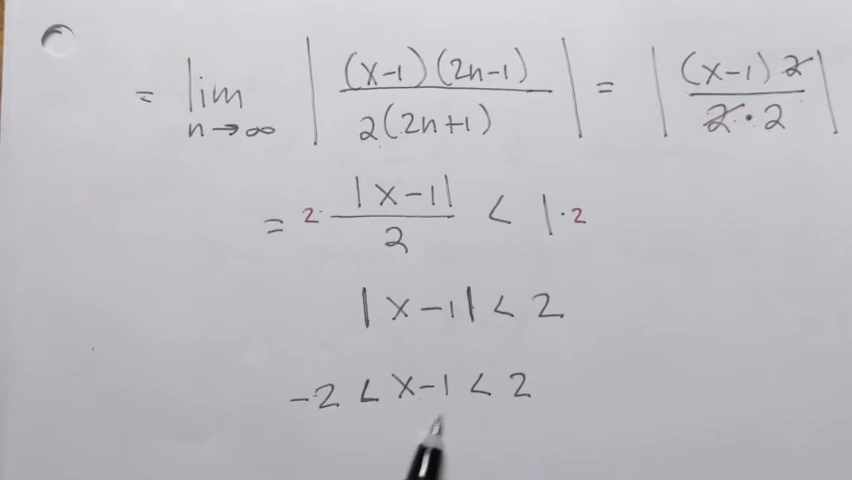 = lim n→∞ | (x-1)(2n-1) / 2(2n+1) | = | (x-1) 2 / 2 · 2 |
= 2· |x-1| / 2 < 1·2
|x-1| < 2
-2 < x-1 < 2